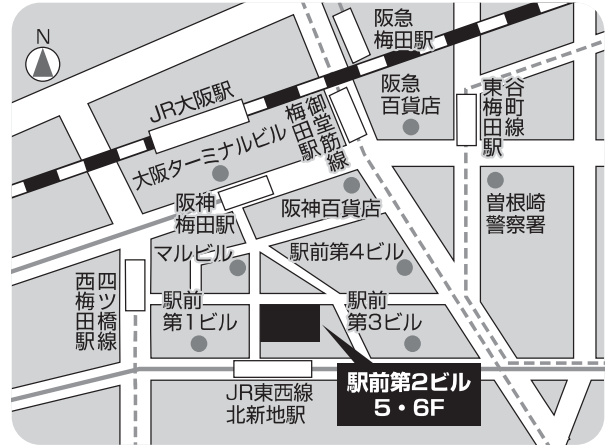 N
阪急
梅田駅
JR大阪駅
阪急
百貨店
御堂筋線
梅田駅
谷町線
東梅田駅
大阪ターミナルビル
阪神
梅田駅
阪神百貨店
曽根崎
警察署
マルビル
駅前第4ビル
四ツ橋線
西梅田駅
駅前
第1ビル
駅前
第3ビル
駅前第2ビル
5・6F
JR東西線
北新地駅